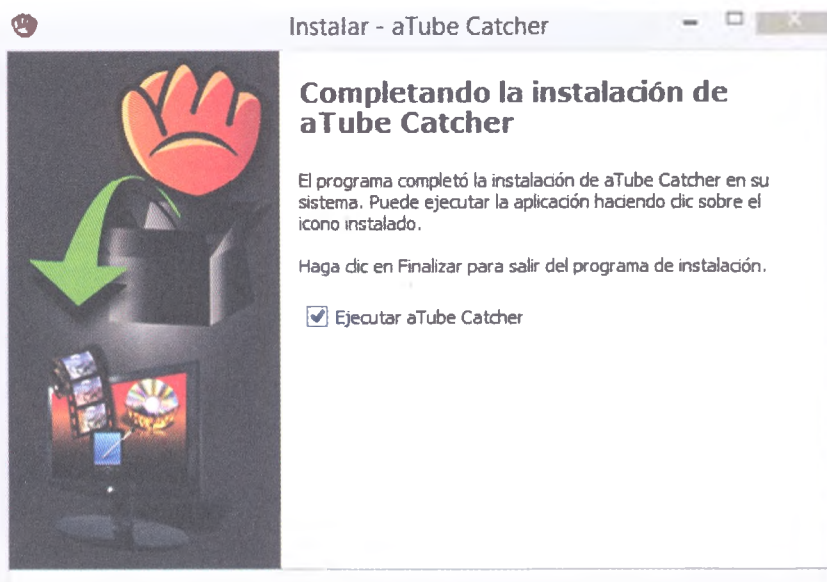 Instalar - aTube Catcher
Completando la instalación de
aTube Catcher
El programa completó la instalación de aTube Catcher en su
sistema. Puede ejecutar la aplicación haciendo clic sobre el
icono instalado.
Haga clic en Finalizar para salir del programa de instalación.
Ejecutar aTube Catcher